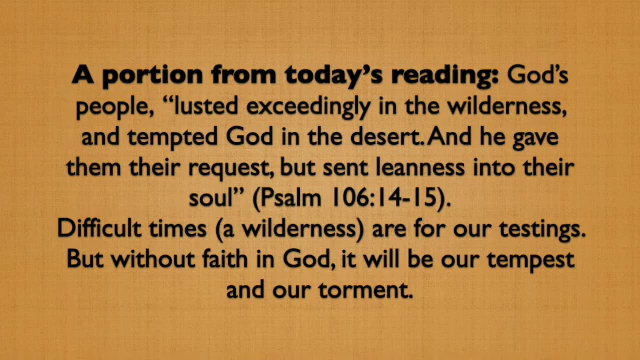 A portion from today's reading: God's
people, “lusted exceedingly in the wilderness,
and tempted God in the desert. And he gave
them their request, but sent leanness into their
soul” (Psalm 106:14-15).
Difficult times (a wilderness) are for our testings.
But without faith in God, it will be our tempest
and our torment.